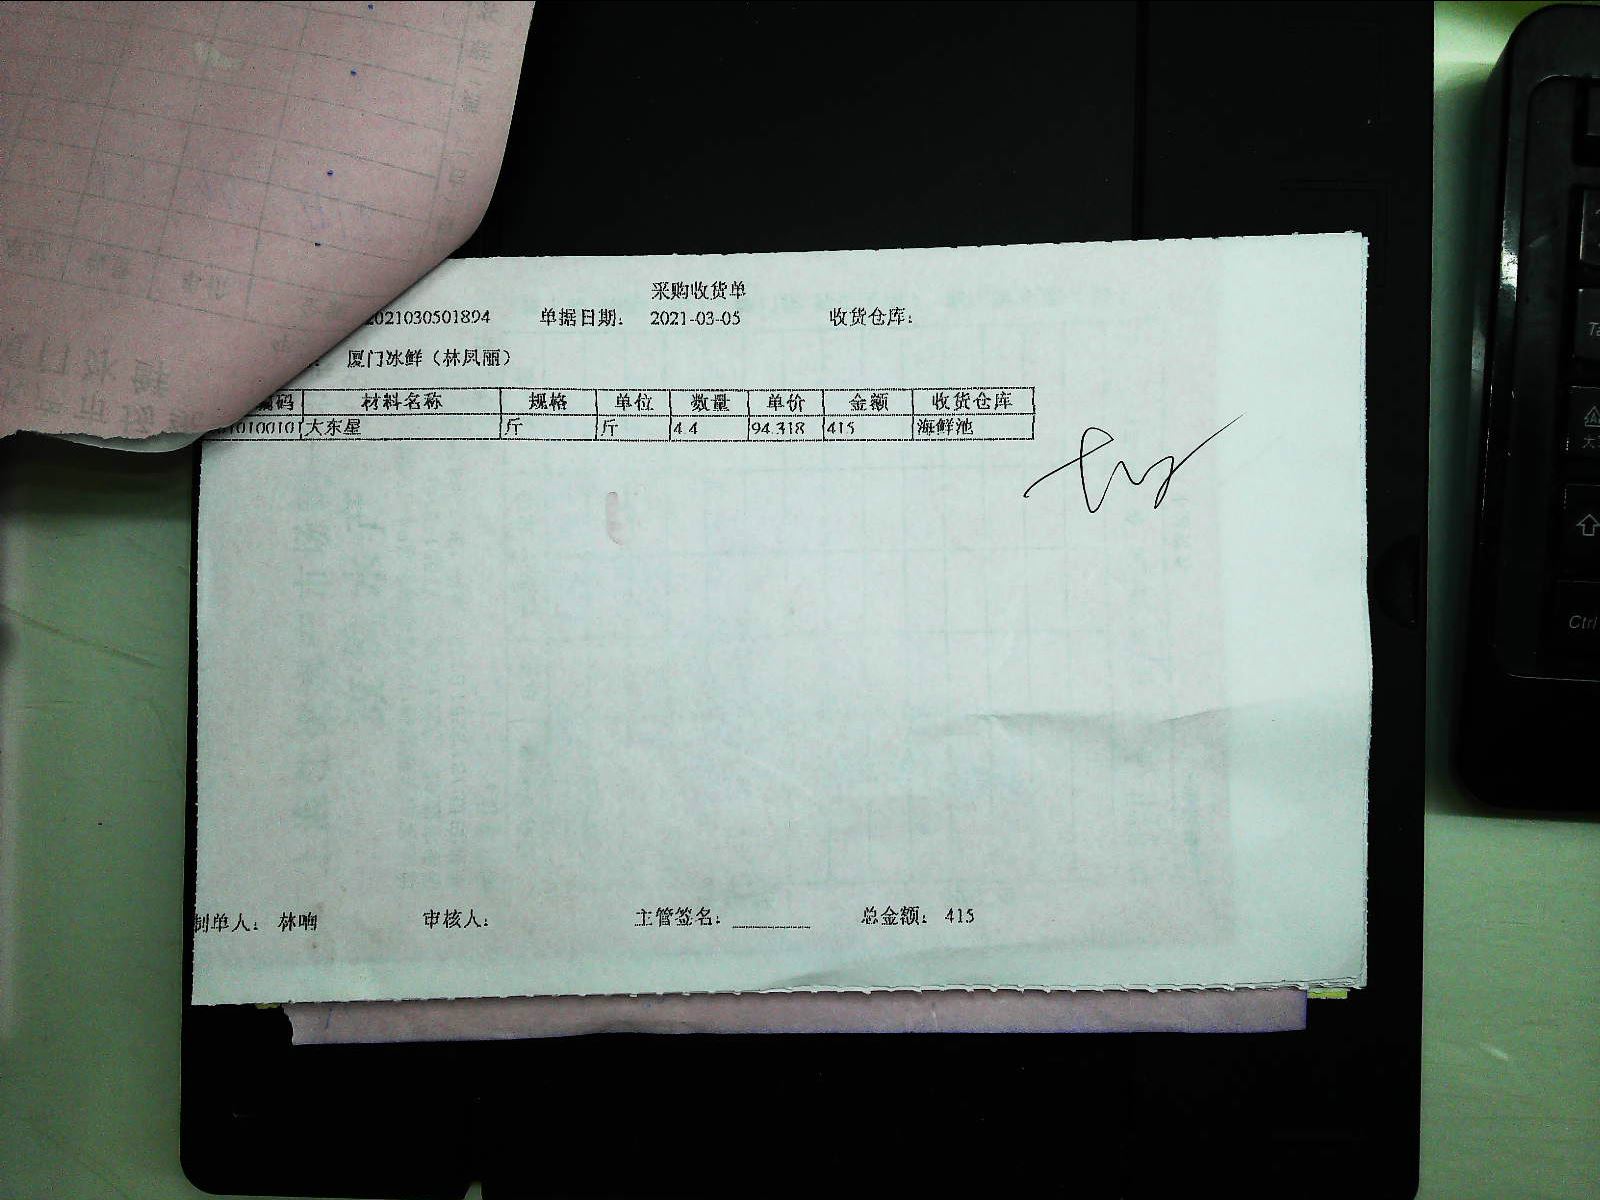 采购收货单
2021030501894 单据日期： 2021-03-05 收货仓库：
厦门冰鲜（林凤丽）
编码 材料名称 规格 单位 数量 单价 金额 收货仓库
10100101 大东星 斤 斤 4.4 94.318 415 海鲜池
制单人： 林响 审核人： 主管签名： 总金额： 415
Ctrl